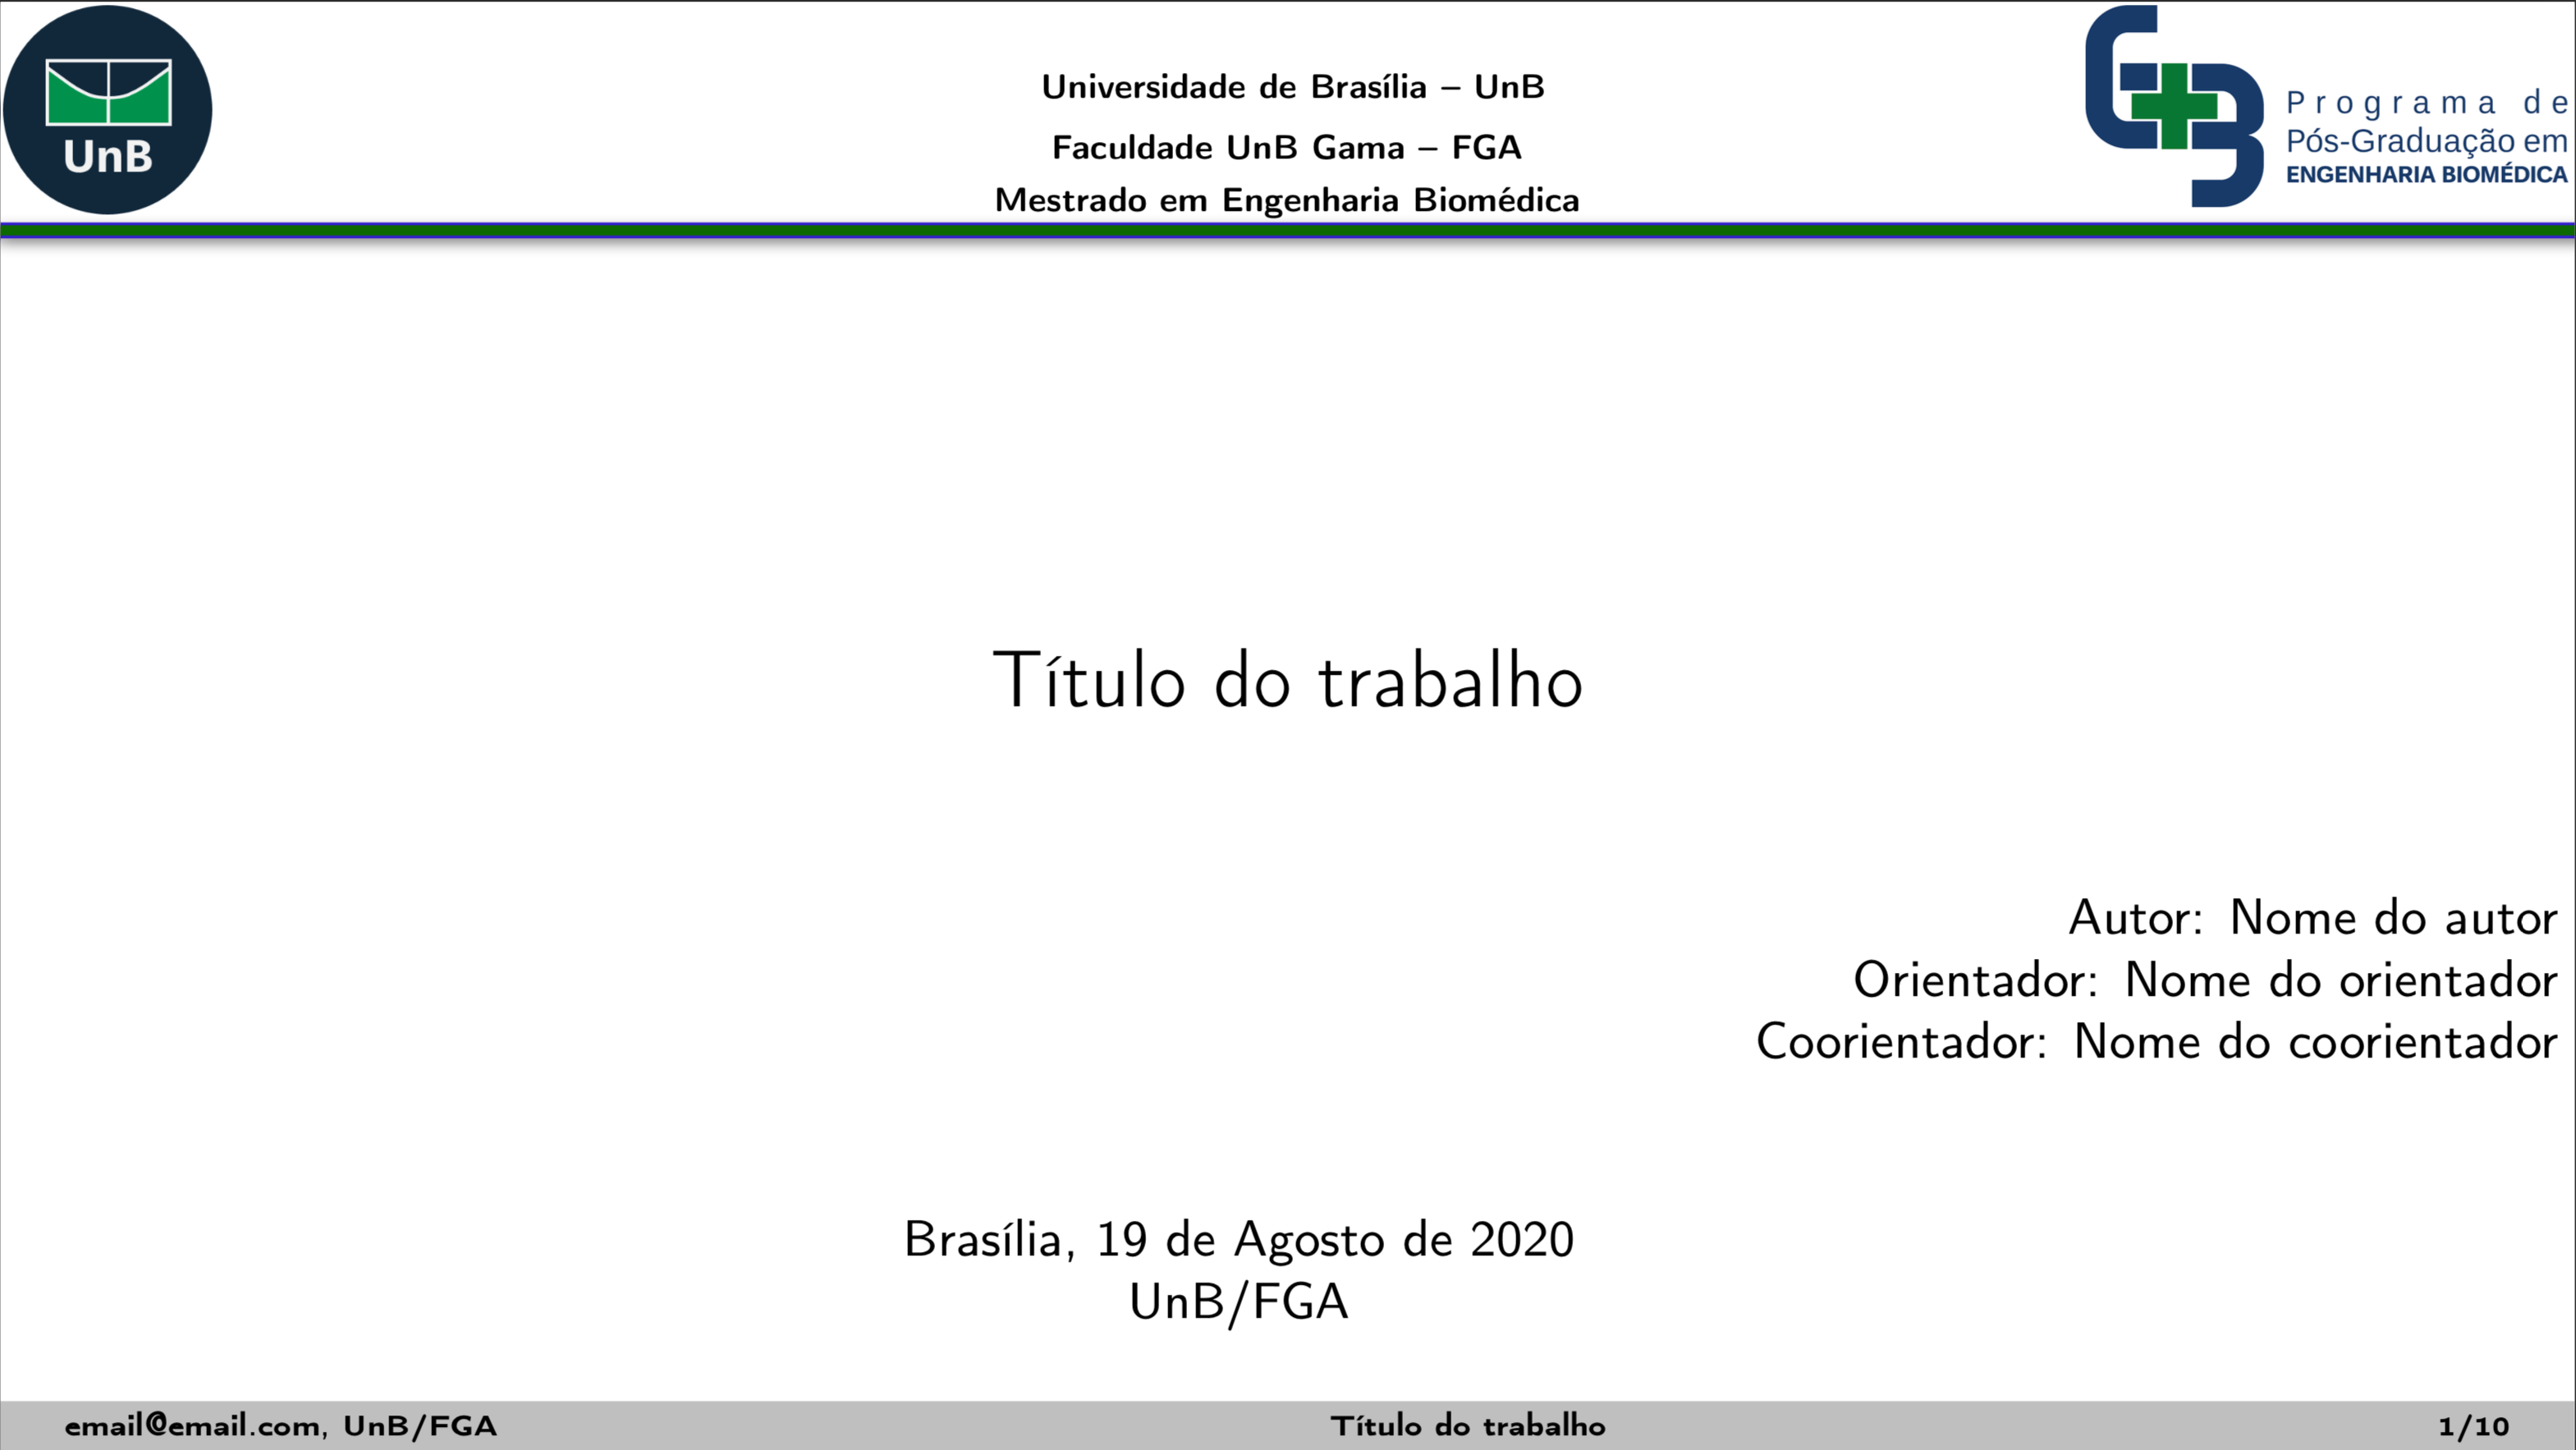 UnB
Universidade de Brasília – UnB
Faculdade UnB Gama – FGA
Mestrado em Engenharia Biomédica
Programa de
Pós-Graduação em
ENGENHARIA BIOMÉDICA
Título do trabalho
Autor: Nome do autor
Orientador: Nome do orientador
Coorientador: Nome do coorientador
Brasília, 19 de Agosto de 2020
UnB/FGA
email@email.com, UnB/FGA
Título do trabalho
1/10